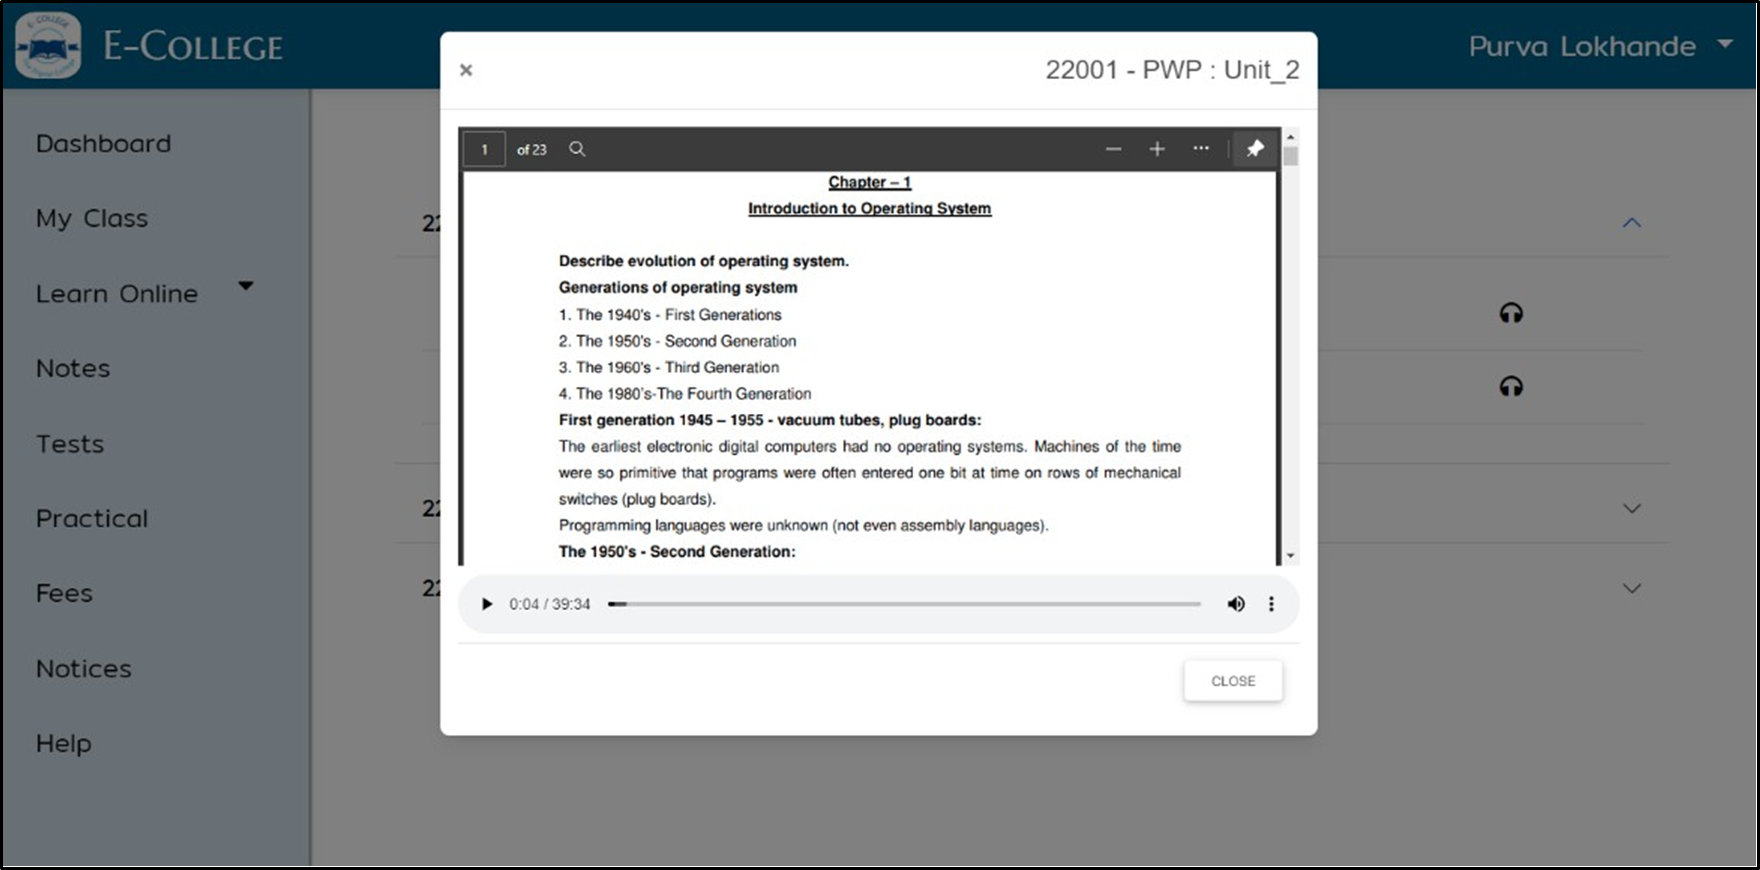 E-COLLEGE
E-COLLEGE
Purva Lokhande
Dashboard
My Class
Learn Online
Notes
Tests
Practical
Fees
Notices
Help
22
22
22
×
22001 - PWP : Unit_2
1 of 23
Chapter – 1
Introduction to Operating System
Describe evolution of operating system.
Generations of operating system
1. The 1940's - First Generations
2. The 1950's - Second Generation
3. The 1960's - Third Generation
4. The 1980's-The Fourth Generation
First generation 1945 – 1955 - vacuum tubes, plug boards:
The earliest electronic digital computers had no operating systems. Machines of the time
were so primitive that programs were often entered one bit at time on rows of mechanical
switches (plug boards).
Programming languages were unknown (not even assembly languages).
The 1950's - Second Generation:
0:04 / 39:34
CLOSE